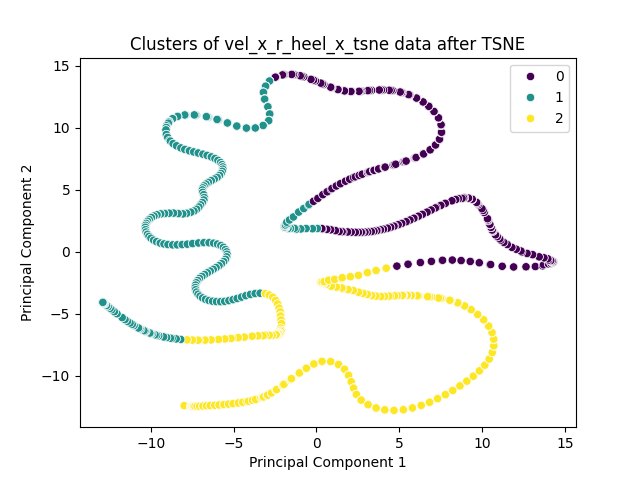 Clusters of vel_x_r_heel_x_tsne data after TSNE
0
1
2
Principal Component 2
15
10
5
0
−5
−10
−10 −5 0 5 10 15
Principal Component 1